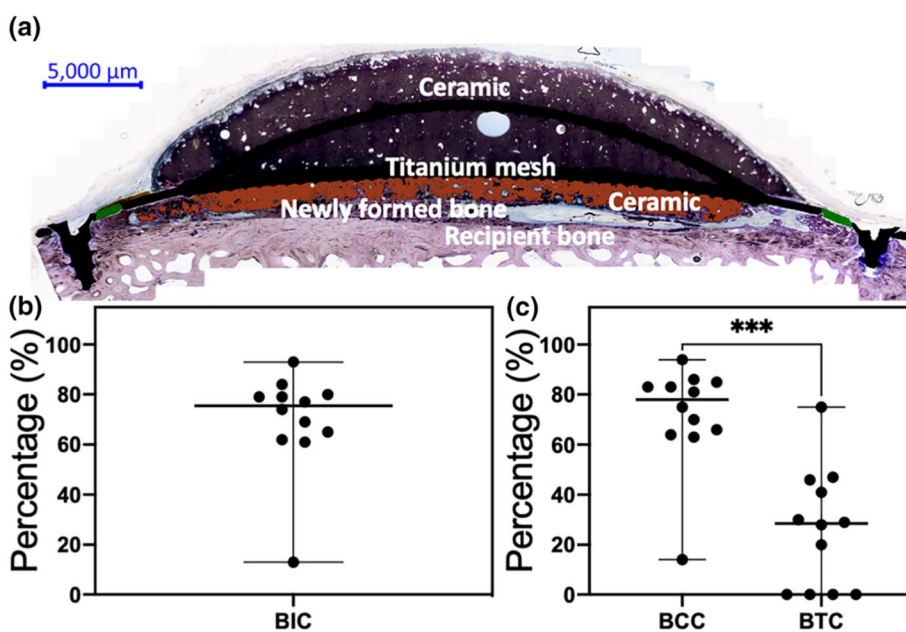 (a)
5,000 µm
Ceramic
Titanium mesh
Ceramic
Newly formed bone
Recipient bone
(b)
Percentage (%)
100
80
60
40
20
0
BIC
(c)
Percentage (%)
100
80
60
40
20
0
***
BCC BTC